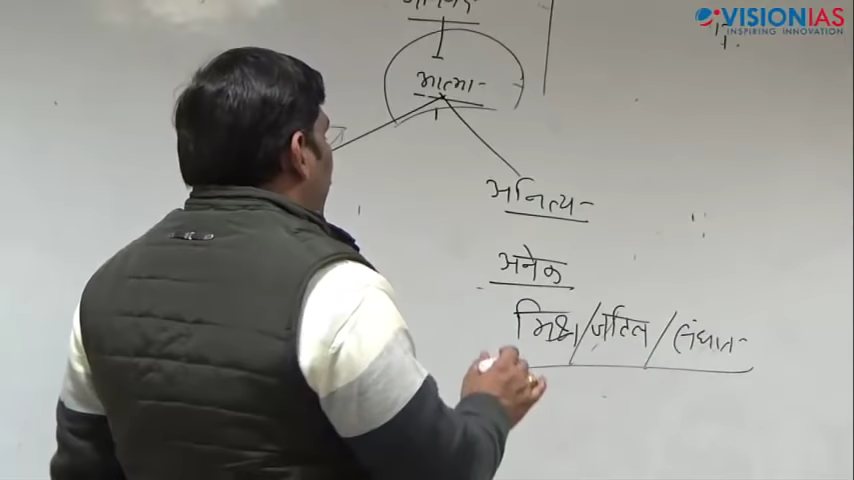 VISIONIAS
INSPIRING INNOVATION
आत्मा-
अनित्य-
अनेक
मिश्र/जटिल/संघात-